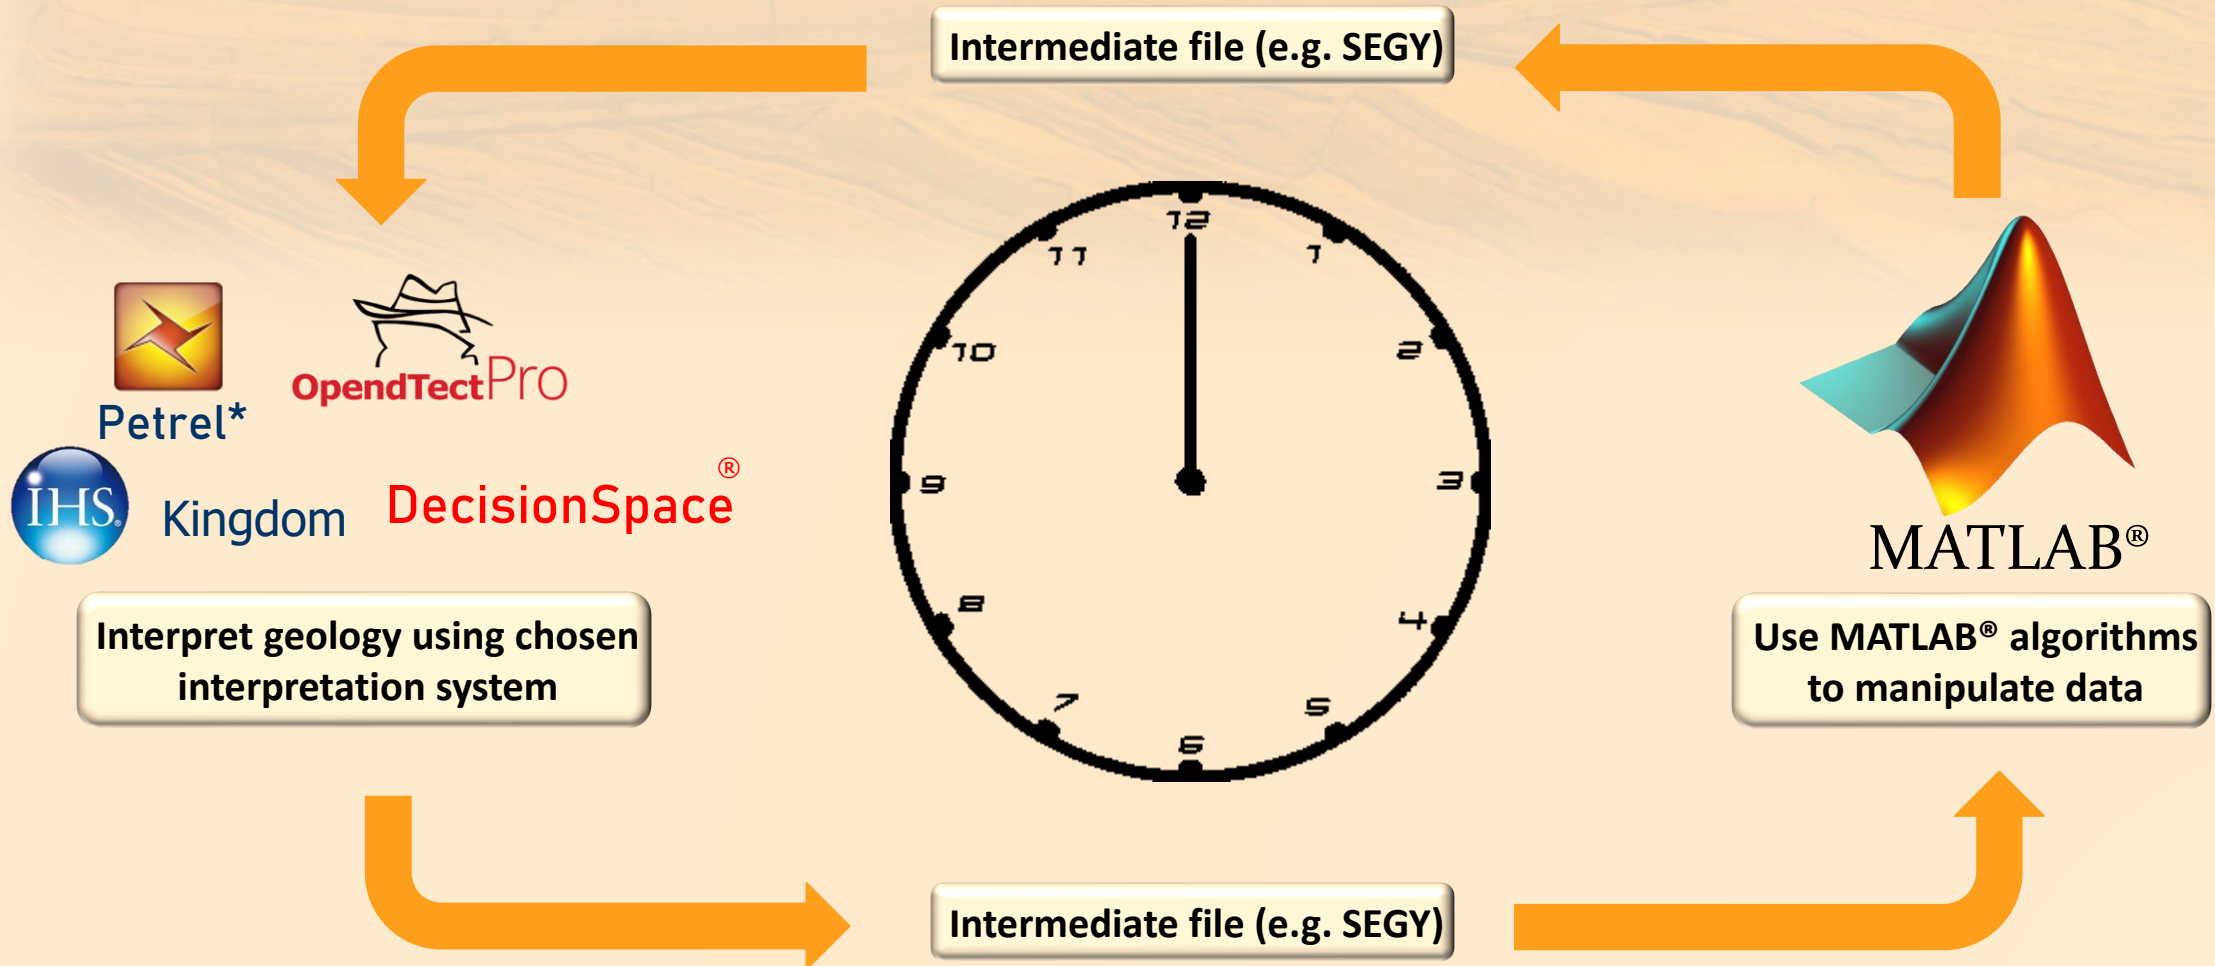 Intermediate file (e.g. SEGY)
Petrel*
OpendTectPro
IHS®
Kingdom
DecisionSpace®
Interpret geology using chosen
interpretation system
12
1
2
3
4
5
6
7
8
9
10
11
MATLAB®
Use MATLAB® algorithms
to manipulate data
Intermediate file (e.g. SEGY)